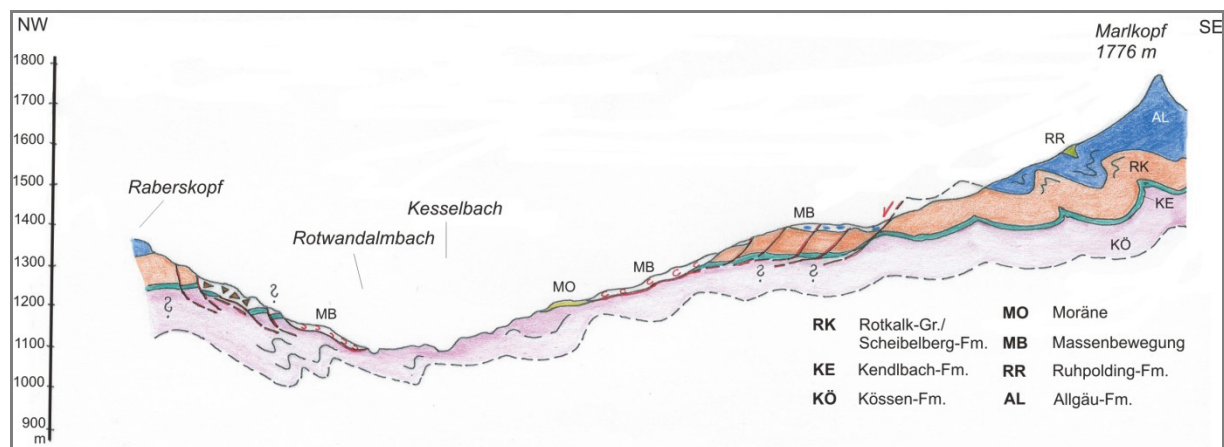 NW
SE
Marlkopf
1776 m
1800
1700
1600
1500
1400
1300
1200
1100
1000
900
m
Raberskopf
Rotwandalmbach
Kesselbach
?
?
MB
MO
MB
MB
?
?
RR
AL
RK
KE
KÖ
RK Rotkalk-Gr./
Scheibelberg-Fm.
KE Kendlbach-Fm.
KÖ Kössen-Fm.
MO Moräne
MB Massenbewegung
RR Ruhpolding-Fm.
AL Allgäu-Fm.